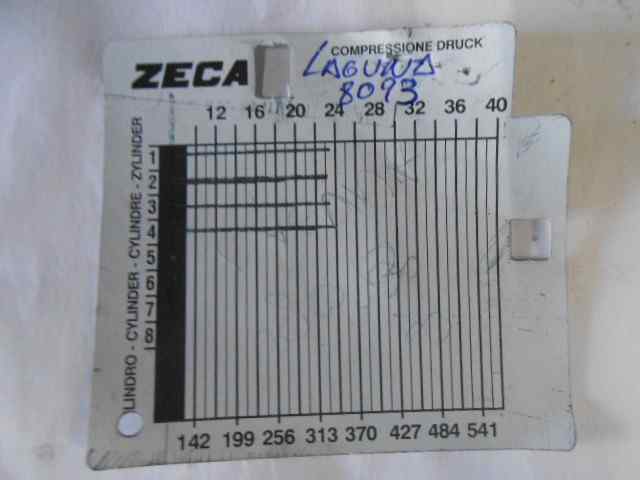 COMPRESSIONE DRUCK
ZECA
LAGUNA
8093
12 16 20 24 28 32 36 40
LINDRO - CYLINDER - CYLINDRE - ZYLINDER
1
2
3
4
5
6
7
8
142 199 256 313 370 427 484 541